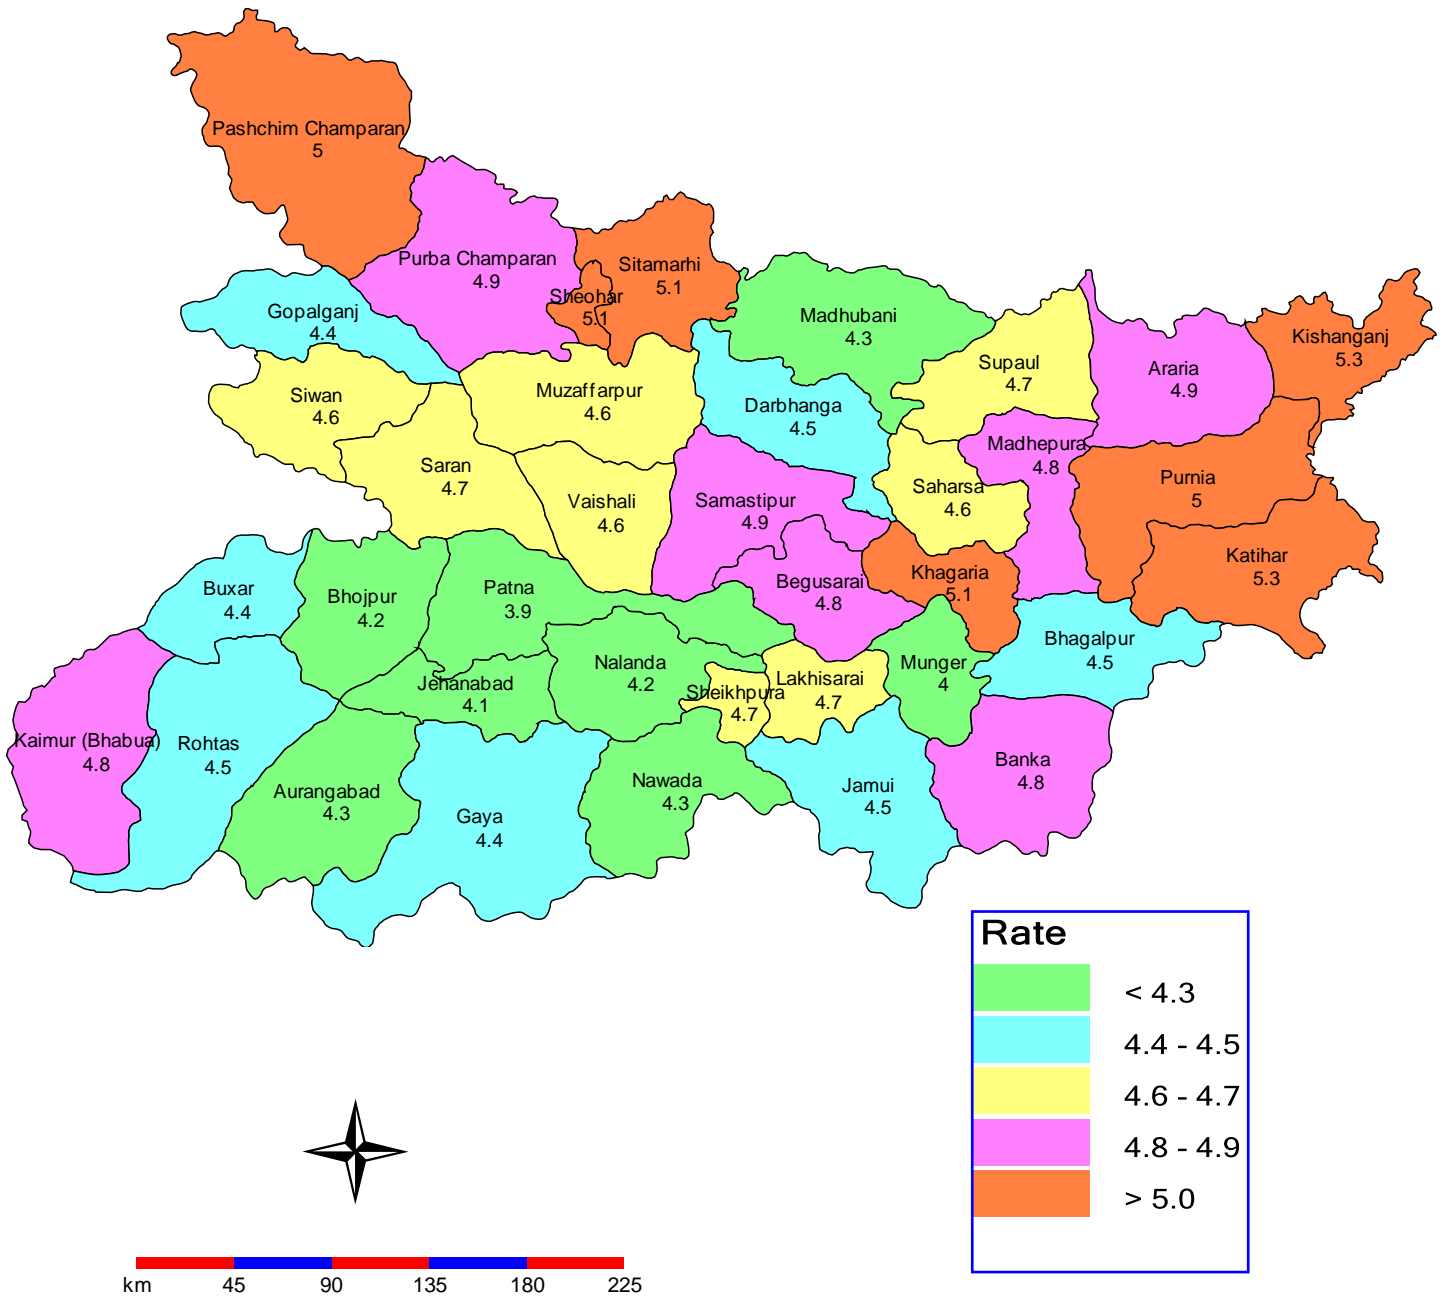 Pashchim Champaran
5
Purba Champaran
4.9
Sitamarhi
5.1
Sheohar
5.1
Gopalganj
4.4
Madhubani
4.3
Kishanganj
5.3
Supaul
4.7
Araria
4.9
Siwan
4.6
Muzaffarpur
4.6
Darbhanga
4.5
Madhepura
4.8
Saran
4.7
Vaishali
4.6
Samastipur
4.9
Saharsa
4.6
Purnia
5
Katihar
5.3
Buxar
4.4
Bhojpur
4.2
Patna
3.9
Begusarai
4.8
Khagaria
5.1
Bhagalpur
4.5
Jehanabad
4.1
Nalanda
4.2
Sheikhpura
4.7
Lakhisarai
4.7
Munger
4
Kaimur (Bhabua)
4.8
Rohtas
4.5
Aurangabad
4.3
Gaya
4.4
Nawada
4.3
Jamui
4.5
Banka
4.8
Rate
< 4.3
4.4 - 4.5
4.6 - 4.7
4.8 - 4.9
> 5.0
km 45 90 135 180 225